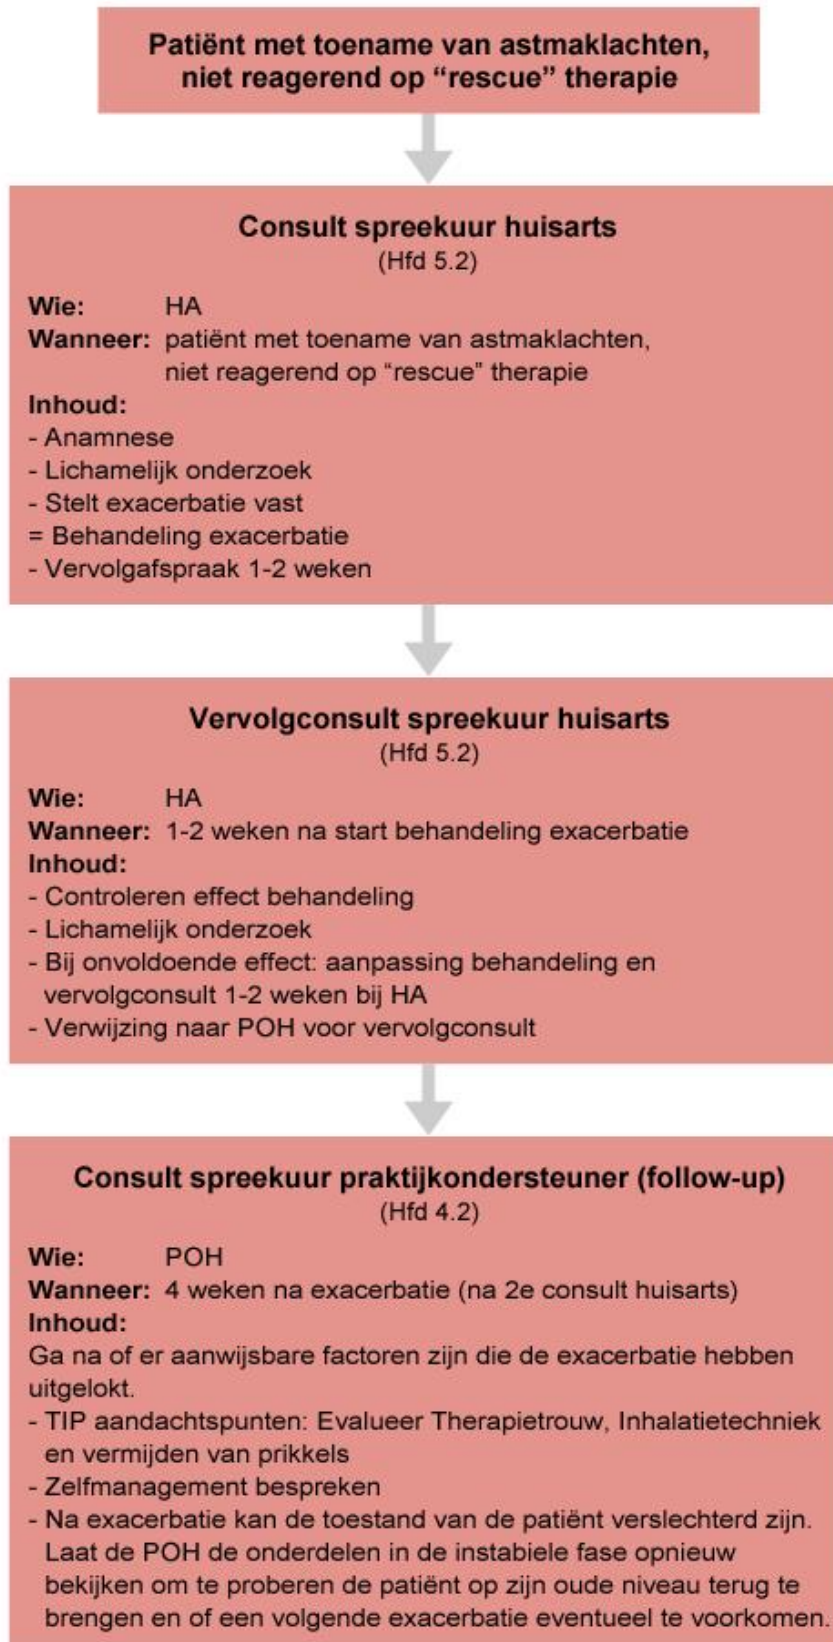 Patiënt met toename van astmaklachten,
niet reagerend op “rescue” therapie
Consult spreekuur huisarts
(Hfd 5.2)
Wie: HA
Wanneer: patiënt met toename van astmaklachten,
niet reagerend op “rescue” therapie
Inhoud:
- Anamnese
- Lichamelijk onderzoek
- Stelt exacerbatie vast
= Behandeling exacerbatie
- Vervolgafspraak 1-2 weken
Vervolgconsult spreekuur huisarts
(Hfd 5.2)
Wie: HA
Wanneer: 1-2 weken na start behandeling exacerbatie
Inhoud:
- Controleren effect behandeling
- Lichamelijk onderzoek
- Bij onvoldoende effect: aanpassing behandeling en
vervolgconsult 1-2 weken bij HA
- Verwijzing naar POH voor vervolgconsult
Consult spreekuur praktijkondersteuner (follow-up)
(Hfd 4.2)
Wie: POH
Wanneer: 4 weken na exacerbatie (na 2e consult huisarts)
Inhoud:
Ga na of er aanwijsbare factoren zijn die de exacerbatie hebben
uitgelokt.
- TIP aandachtspunten: Evalueer Therapietrouw, Inhalatietechniek
en vermijden van prikkels
- Zelfmanagement bespreken
- Na exacerbatie kan de toestand van de patiënt verslechterd zijn.
Laat de POH de onderdelen in de instabiele fase opnieuw
bekijken om te proberen de patiënt op zijn oude niveau terug te
brengen en of een volgende exacerbatie eventueel te voorkomen.